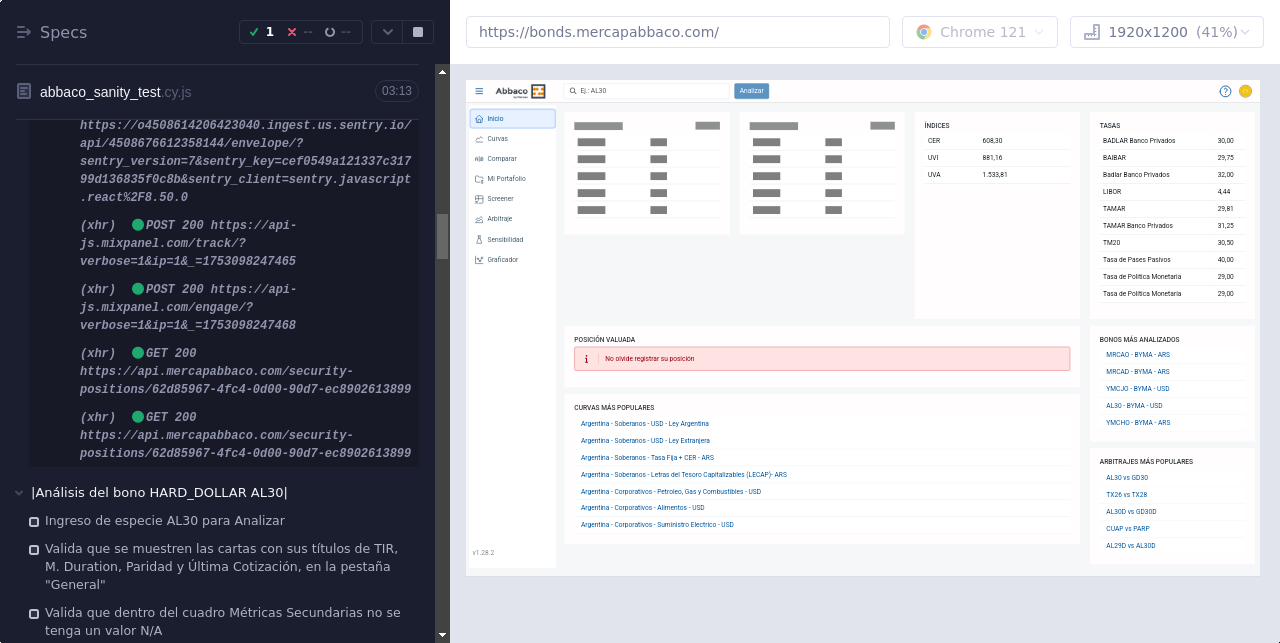 Specs
1
--
--
https://bonds.mercapabbaco.com/
Chrome 121
1920x1200 (41%)
abbaco_sanity_test.cy.js
03:13
https://o4508614206423040.ingest.us.sentry.io/
api/4508676612358144/envelope/?
sentry_version=7&sentry_key=cef0549a121337c317
99d136835f0c8b&sentry_client=sentry.javascript
.react%2F8.50.0
(xhr) POST 200 https://api-
js.mixpanel.com/track/?
verbose=1&ip=1&_=1753098247465
(xhr) POST 200 https://api-
js.mixpanel.com/engage/?
verbose=1&ip=1&_=1753098247468
(xhr) GET 200
https://api.mercapabbaco.com/security-
positions/62d85967-4fc4-0d00-90d7-ec8902613899
(xhr) GET 200
https://api.mercapabbaco.com/security-
positions/62d85967-4fc4-0d00-90d7-ec8902613899
|Análisis del bono HARD_DOLLAR AL30|
Ingreso de especie AL30 para Analizar
Valida que se muestren las cartas con sus títulos de TIR,
M. Duration, Paridad y Última Cotización, en la pestaña
"General"
Valida que dentro del cuadro Métricas Secundarias no se
tenga un valor N/A
Abbaco
Ej.: AL30
Analizar
Inicio
Curvas
Comparar
Mi Portafolio
Screener
Arbitraje
Sensibilidad
Graficador
v1.28.2
ÍNDICES
CER 608,30
UVI 881,16
UVA 1.533,81
TASAS
BADLAR Banco Privados 30,00
BAIBAR 29,75
Badlar Banco Privados 32,00
LIBOR 4,44
TAMAR 29,81
TAMAR Banco Privados 31,25
TM20 30,50
Tasa de Pases Pasivos 40,00
Tasa de Política Monetaria 29,00
Tasa de Política Monetaria 29,00
POSICIÓN VALUADA
No olvide registrar su posición
CURVAS MÁS POPULARES
Argentina - Soberanos - USD - Ley Argentina
Argentina - Soberanos - USD - Ley Extranjera
Argentina - Soberanos - Tasa Fija + CER - ARS
Argentina - Soberanos - Letras del Tesoro Capitalizables (LECAP)- ARS
Argentina - Corporativos - Petroleo, Gas y Combustibles - USD
Argentina - Corporativos - Alimentos - USD
Argentina - Corporativos - Suministro Electrico - USD
BONOS MÁS ANALIZADOS
MRCAO - BYMA - ARS
MRCAD - BYMA - ARS
YMCJO - BYMA - USD
AL30 - BYMA - USD
YMCHO - BYMA - ARS
ARBITRAJES MÁS POPULARES
AL30 vs GD30
TX26 vs TX28
AL30D vs GD30D
CUAP vs PARP
AL29D vs AL30D